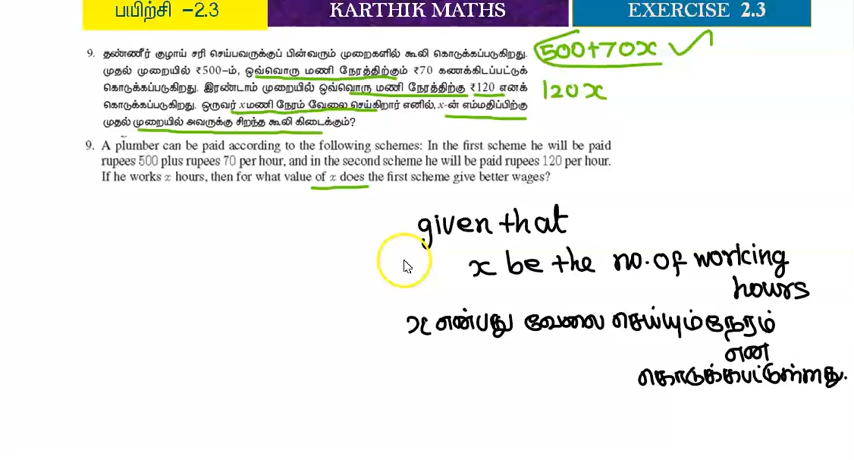 பயிற்சி -2.3
KARTHIK MATHS
EXERCISE 2.3
9. தண்ணீர் குழாய் சரி செய்பவருக்குப் பின்வரும் முறைகளில் கூலி கொடுக்கப்படுகிறது.
முதல் முறையில் ₹500-ம், ஒவ்வொரு மணி நேரத்திற்கும் ₹70 கணக்கிடப்பட்டுக்
கொடுக்கப்படுகிறது. இரண்டாம் முறையில் ஒவ்வொரு மணி நேரத்திற்கு ₹120 எனக்
கொடுக்கப்படுகிறது. ஒருவர் x மணி நேரம் வேலை செய்கிறார் எனில், x-ன் எம்மதிப்பிற்கு
முதல் முறையில் அவருக்கு சிறந்த கூலி கிடைக்கும்?
500+70x ✓
120x
9. A plumber can be paid according to the following schemes: In the first scheme he will be paid
rupees 500 plus rupees 70 per hour, and in the second scheme he will be paid rupees 120 per hour.
If he works x hours, then for what value of x does the first scheme give better wages?
given that
x be the no. of working
hours
x என்பது வேலை செய்யும் நேரம்
என
கொடுக்கபட்டுள்ளது.